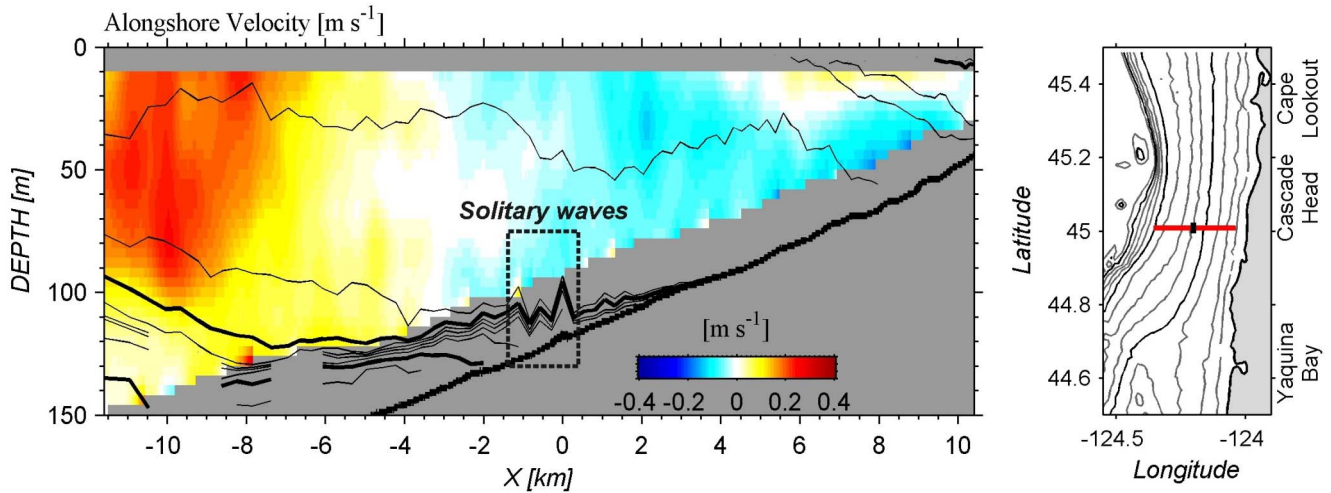 Alongshore Velocity [m s-1]
0
50
100
150
DEPTH [m]
Solitary waves
[m s-1]
-0.4 -0.2 0 0.2 0.4
-10 -8 -6 -4 -2 0 2 4 6 8 10
X [km]
45.4
45.2
45
44.8
44.6
Latitude
-124.5 -124
Longitude
Cape
Lookout
Cascade
Head
Yaquina
Bay